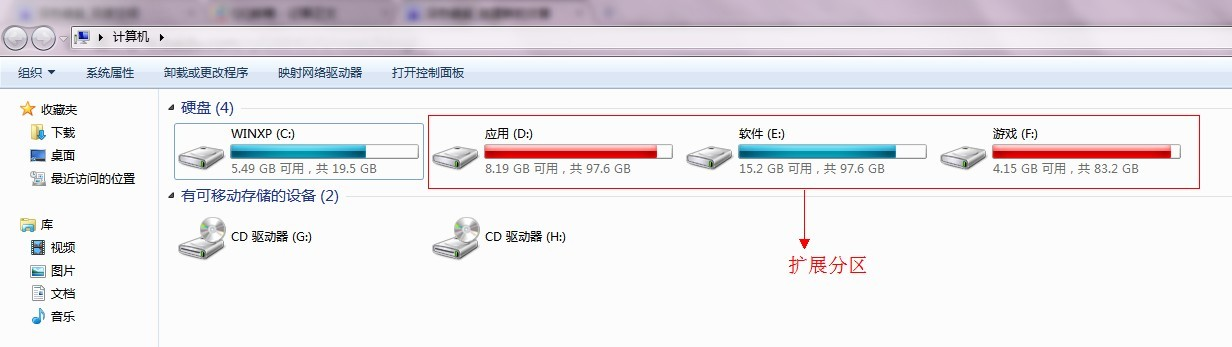 计算机
组织 系统属性 卸载或更改程序 映射网络驱动器 打开控制面板
收藏夹
下载
桌面
最近访问的位置
库
视频
图片
文档
音乐
硬盘 (4)
WINXP (C:)
5.49 GB 可用，共 19.5 GB
应用 (D:)
8.19 GB 可用，共 97.6 GB
软件 (E:)
15.2 GB 可用，共 97.6 GB
游戏 (F:)
4.15 GB 可用，共 83.2 GB
有可移动存储的设备 (2)
CD 驱动器 (G:)
CD 驱动器 (H:)
扩展分区